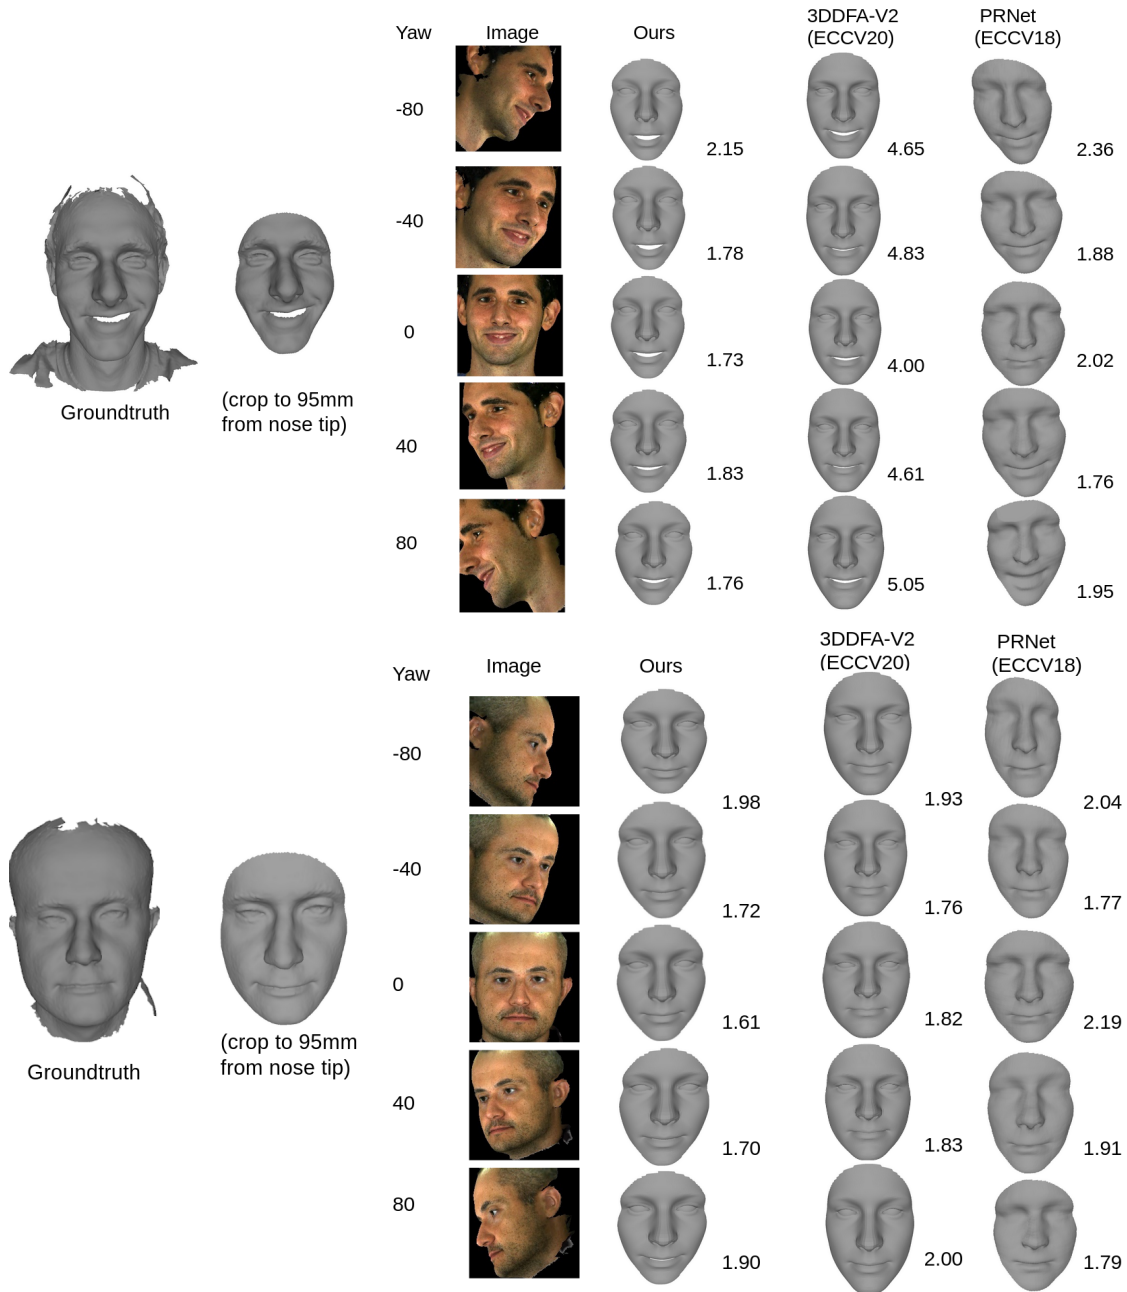 Yaw Image Ours 3DDFA-V2 (ECCV20) PRNet (ECCV18)
-80 2.15 4.65 2.36
-40 1.78 4.83 1.88
0 1.73 4.00 2.02
Groundtruth
(crop to 95mm
from nose tip)
40 1.83 4.61 1.76
80 1.76 5.05 1.95
Yaw Image Ours 3DDFA-V2 (ECCV20) PRNet (ECCV18)
-80 1.98 1.93 2.04
-40 1.72 1.76 1.77
0 1.61 1.82 2.19
Groundtruth
(crop to 95mm
from nose tip)
40 1.70 1.83 1.91
80 1.90 2.00 1.79